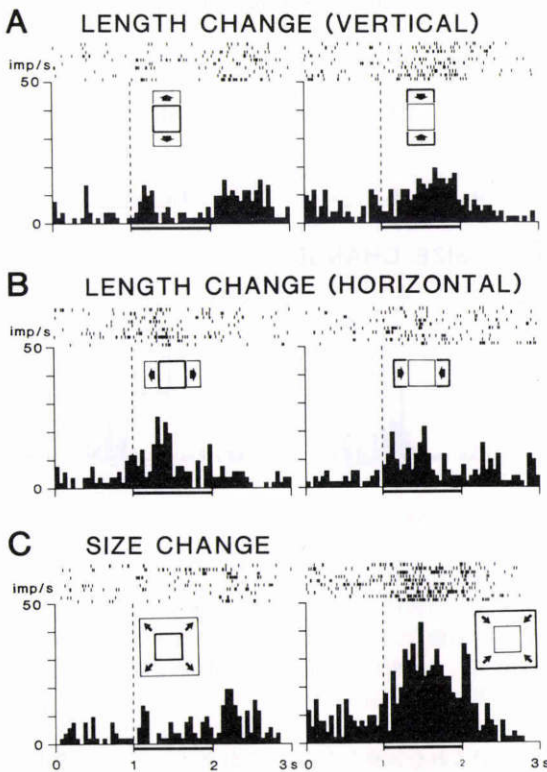 A LENGTH CHANGE (VERTICAL)
imp/s.
50
0
B LENGTH CHANGE (HORIZONTAL)
imp/s
50
0
C SIZE CHANGE
imp/s
50
0
0 1 2 3 s 0 1 2 3 s